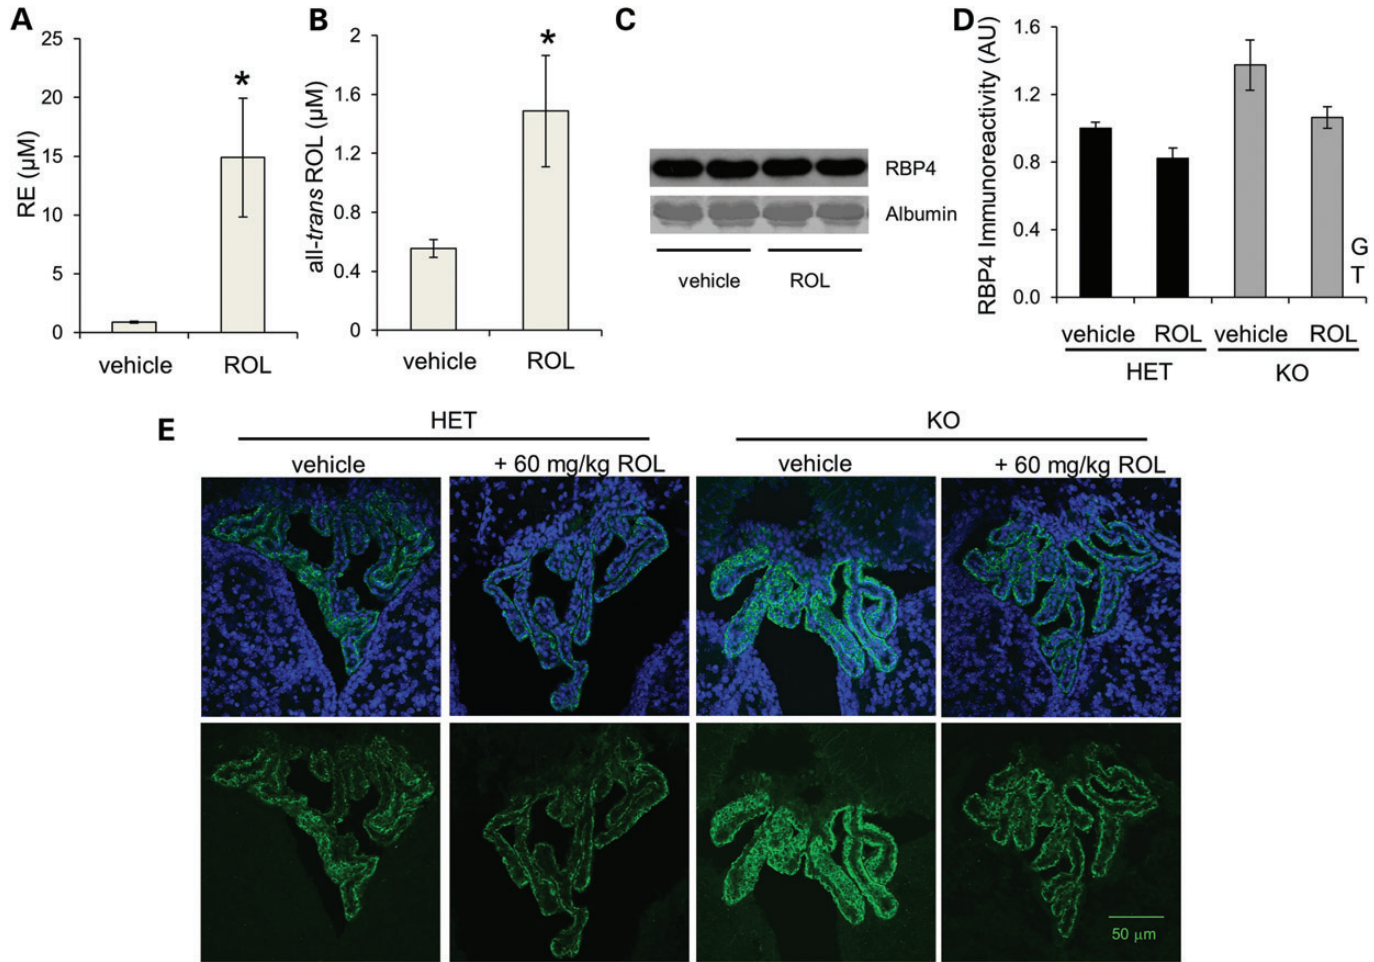 A
RE (µM)
25
20
15
10
5
0
*
vehicle
ROL
B
all-trans ROL (µM)
2
1.6
1.2
0.8
0.4
0
*
vehicle
ROL
C
RBP4
Albumin
vehicle
ROL
D
RBP4 Immunoreactivity (AU)
1.6
1.2
0.8
0.4
0.0
G
T
vehicle
ROL
vehicle
ROL
HET
KO
E
HET
KO
vehicle
+ 60 mg/kg ROL
vehicle
+ 60 mg/kg ROL
50 µm